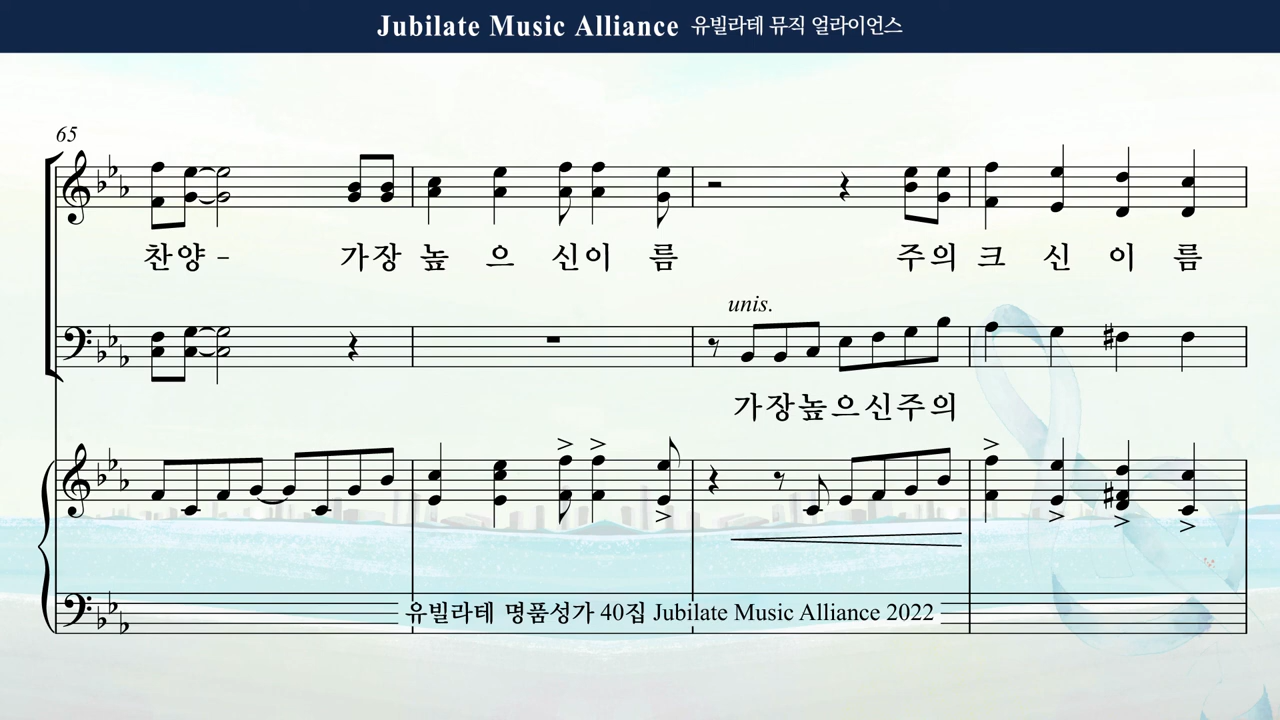 Jubilate Music Alliance 유빌라테 뮤직 얼라이언스
65
찬양- 가장 높 으 신이 름 주의 크 신 이 름
unis.
가장높으신주의
유빌라테 명품성가 40집 Jubilate Music Alliance 2022